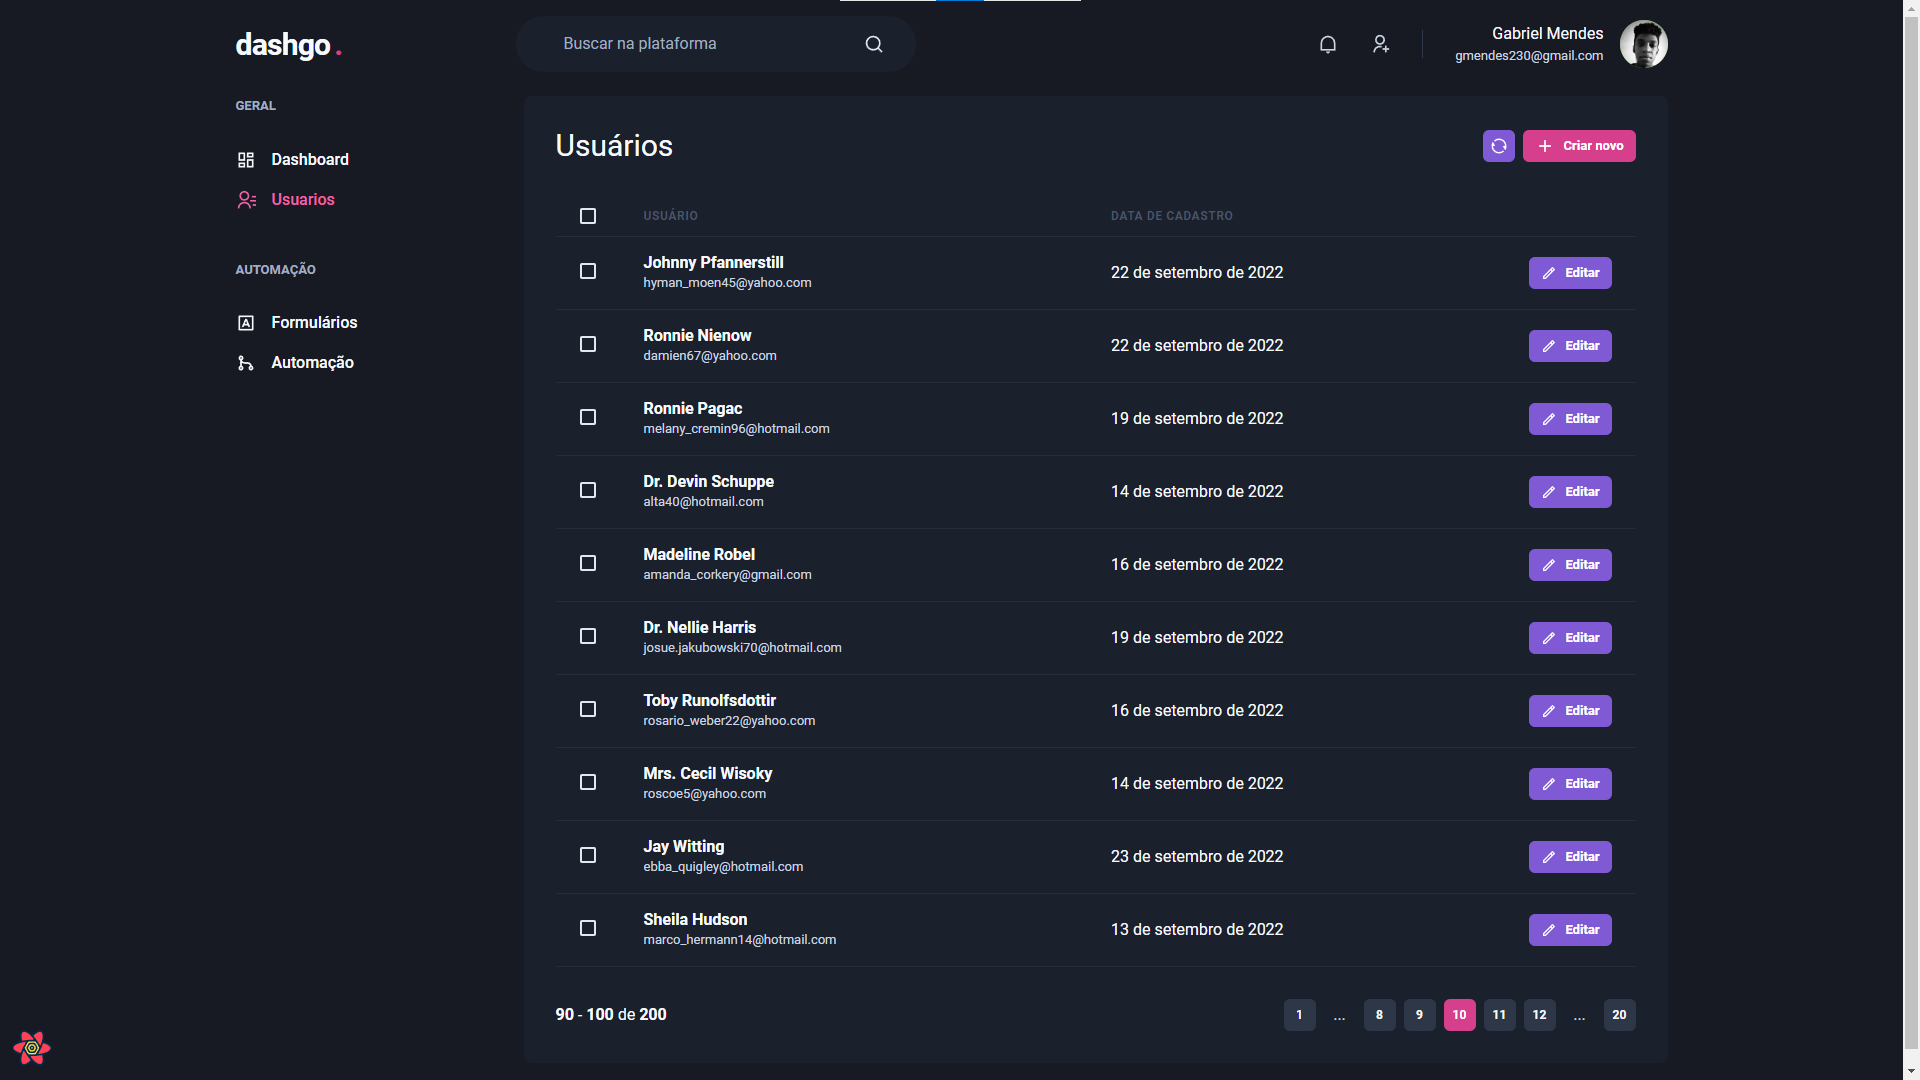 dashgo.
Buscar na plataforma
Gabriel Mendes
gmendes230@gmail.com
GERAL
Dashboard
Usuarios
AUTOMAÇÃO
Formulários
Automação
Usuários
Criar novo
USUÁRIO DATA DE CADASTRO
Johnny Pfannerstill
hyman_moen45@yahoo.com
22 de setembro de 2022
Editar
Ronnie Nienow
damien67@yahoo.com
22 de setembro de 2022
Editar
Ronnie Pagac
melany_cremin96@hotmail.com
19 de setembro de 2022
Editar
Dr. Devin Schuppe
alta40@hotmail.com
14 de setembro de 2022
Editar
Madeline Robel
amanda_corkery@gmail.com
16 de setembro de 2022
Editar
Dr. Nellie Harris
josue.jakubowski70@hotmail.com
19 de setembro de 2022
Editar
Toby Runolfsdottir
rosario_weber22@yahoo.com
16 de setembro de 2022
Editar
Mrs. Cecil Wisoky
roscoe5@yahoo.com
14 de setembro de 2022
Editar
Jay Witting
ebba_quigley@hotmail.com
23 de setembro de 2022
Editar
Sheila Hudson
marco_hermann14@hotmail.com
13 de setembro de 2022
Editar
90 - 100 de 200
1 ... 8 9 10 11 12 ... 20